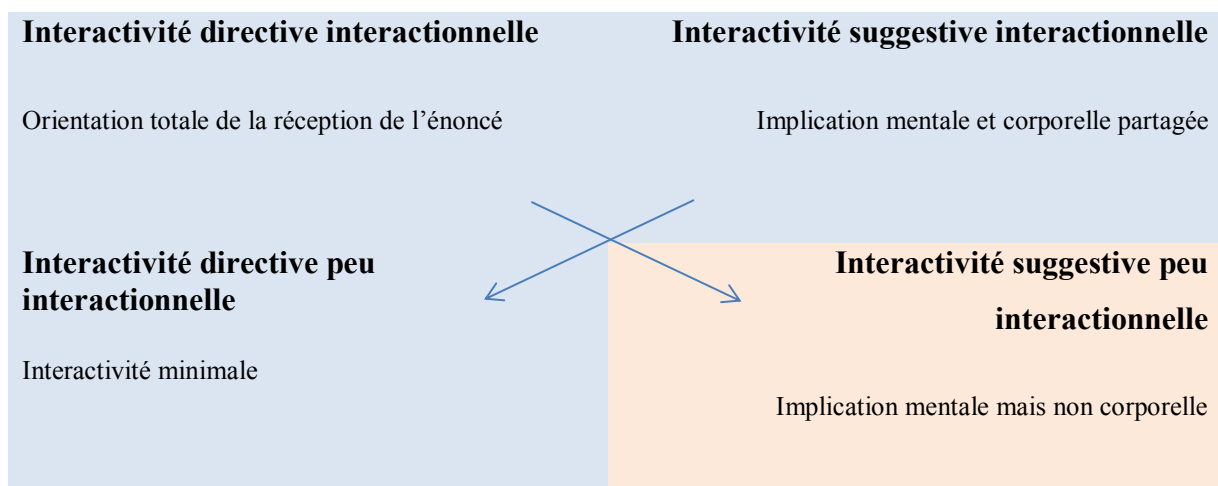 Interactivité directive interactionnelle
Orientation totale de la réception de l’énoncé
Interactivité suggestive interactionnelle
Implication mentale et corporelle partagée
Interactivité directive peu
interactionnelle
Interactivité minimale
Interactivité suggestive peu
interactionnelle
Implication mentale mais non corporelle